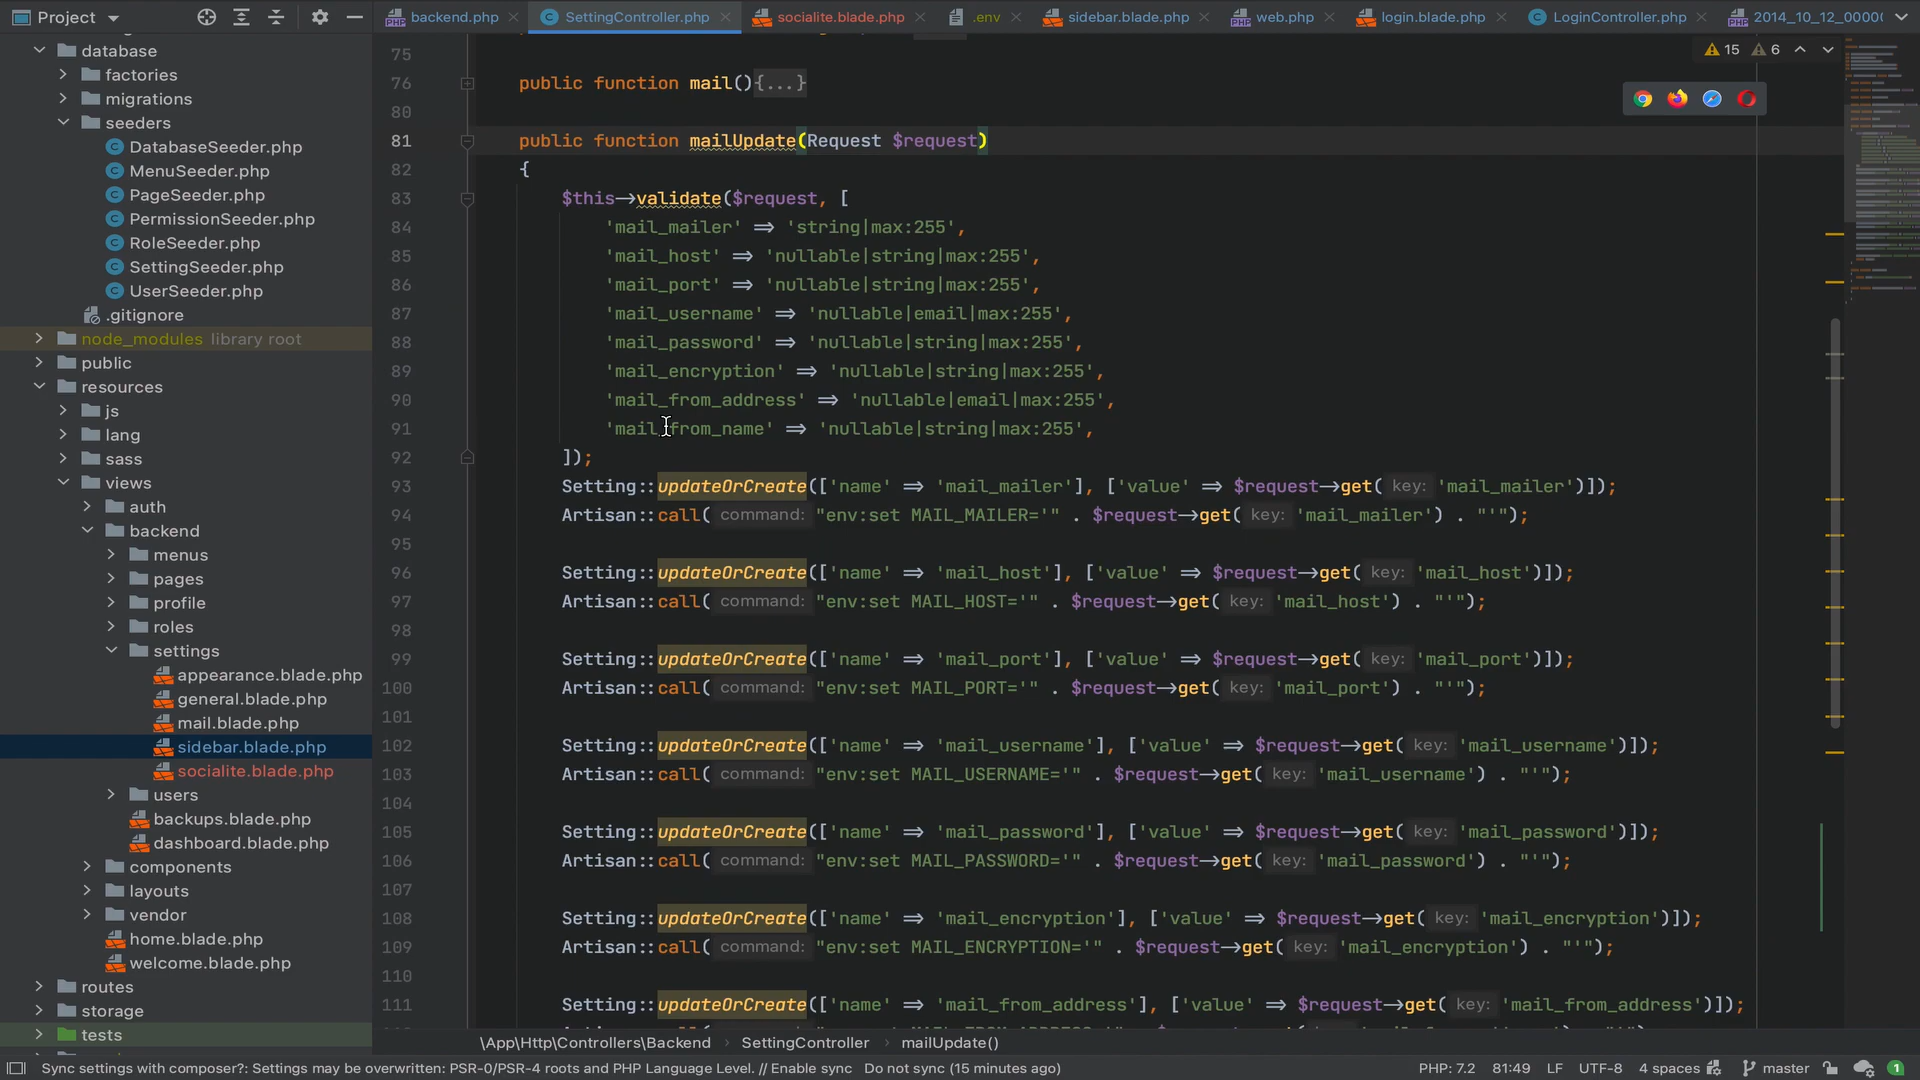 Project
backend.php
SettingController.php
socialite.blade.php
.env
sidebar.blade.php
web.php
login.blade.php
LoginController.php
2014_10_12_0000
database
factories
migrations
seeders
DatabaseSeeder.php
MenuSeeder.php
PageSeeder.php
PermissionSeeder.php
RoleSeeder.php
SettingSeeder.php
UserSeeder.php
.gitignore
node_modules library root
public
resources
js
lang
sass
views
auth
backend
menus
pages
profile
roles
settings
appearance.blade.php
general.blade.php
mail.blade.php
sidebar.blade.php
socialite.blade.php
users
backups.blade.php
dashboard.blade.php
components
layouts
vendor
home.blade.php
welcome.blade.php
routes
storage
tests
15 6
75
76 public function mail(){...}
80
81 public function mailUpdate(Request $request)
82 {
83 $this->validate($request, [
84 'mail_mailer' => 'string|max:255',
85 'mail_host' => 'nullable|string|max:255',
86 'mail_port' => 'nullable|string|max:255',
87 'mail_username' => 'nullable|email|max:255',
88 'mail_password' => 'nullable|string|max:255',
89 'mail_encryption' => 'nullable|string|max:255',
90 'mail_from_address' => 'nullable|email|max:255',
91 'mail_from_name' => 'nullable|string|max:255',
92 ]);
93 Setting::updateOrCreate(['name' => 'mail_mailer'], ['value' => $request->get( key: 'mail_mailer')]);
94 Artisan::call( command: "env:set MAIL_MAILER='" . $request->get( key: 'mail_mailer') . "'");
95
96 Setting::updateOrCreate(['name' => 'mail_host'], ['value' => $request->get( key: 'mail_host')]);
97 Artisan::call( command: "env:set MAIL_HOST='" . $request->get( key: 'mail_host') . "'");
98
99 Setting::updateOrCreate(['name' => 'mail_port'], ['value' => $request->get( key: 'mail_port')]);
100 Artisan::call( command: "env:set MAIL_PORT='" . $request->get( key: 'mail_port') . "'");
101
102 Setting::updateOrCreate(['name' => 'mail_username'], ['value' => $request->get( key: 'mail_username')]);
103 Artisan::call( command: "env:set MAIL_USERNAME='" . $request->get( key: 'mail_username') . "'");
104
105 Setting::updateOrCreate(['name' => 'mail_password'], ['value' => $request->get( key: 'mail_password')]);
106 Artisan::call( command: "env:set MAIL_PASSWORD='" . $request->get( key: 'mail_password') . "'");
107
108 Setting::updateOrCreate(['name' => 'mail_encryption'], ['value' => $request->get( key: 'mail_encryption')]);
109 Artisan::call( command: "env:set MAIL_ENCRYPTION='" . $request->get( key: 'mail_encryption') . "'");
110
111 Setting::updateOrCreate(['name' => 'mail_from_address'], ['value' => $request->get( key: 'mail_from_address')]);
\App\Http\Controllers\Backend
SettingController
mailUpdate()
Sync settings with composer?: Settings may be overwritten: PSR-0/PSR-4 roots and PHP Language Level. // Enable sync Do not sync (15 minutes ago)
PHP: 7.2 81:49 LF UTF-8 4 spaces master 1